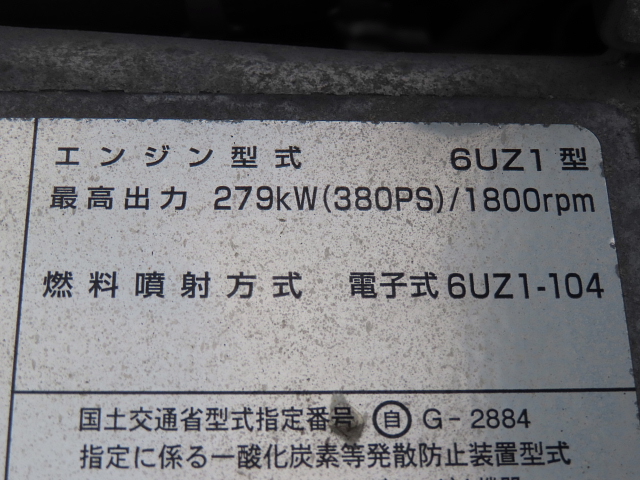 エンジン型式 6UZ1型
最高出力 279kW(380PS)/1800rpm
燃料噴射方式 電子式6UZ1-104
国土交通省型式指定番号 自 G-2884
指定に係る一酸化炭素等発散防止装置型式